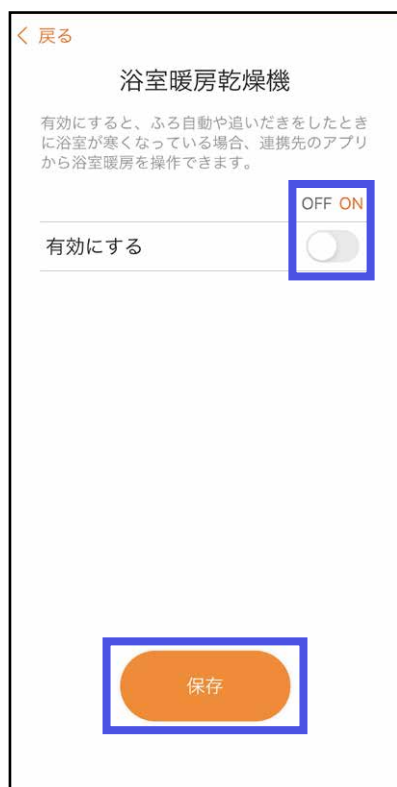 く 戻る
浴室暖房乾燥機
有効にすると、ふろ自動や追いだきをしたとき
に浴室が寒くなっている場合、連携先のアプリ
から浴室暖房を操作できます。
OFF ON
有効にする
保存